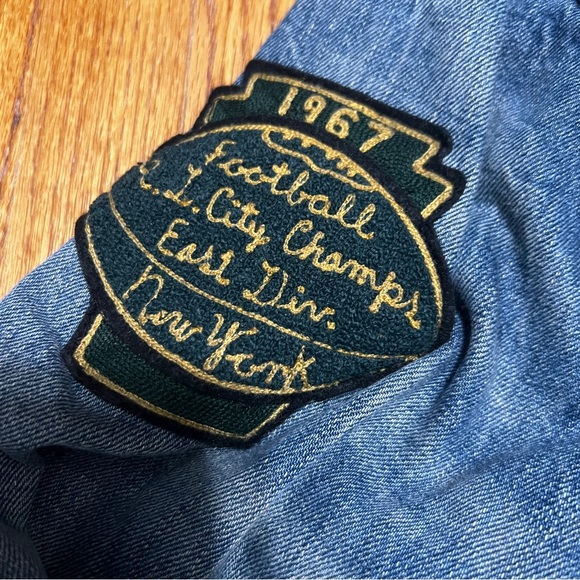 1967
Football
R.L. City Champs
East Div.
New York